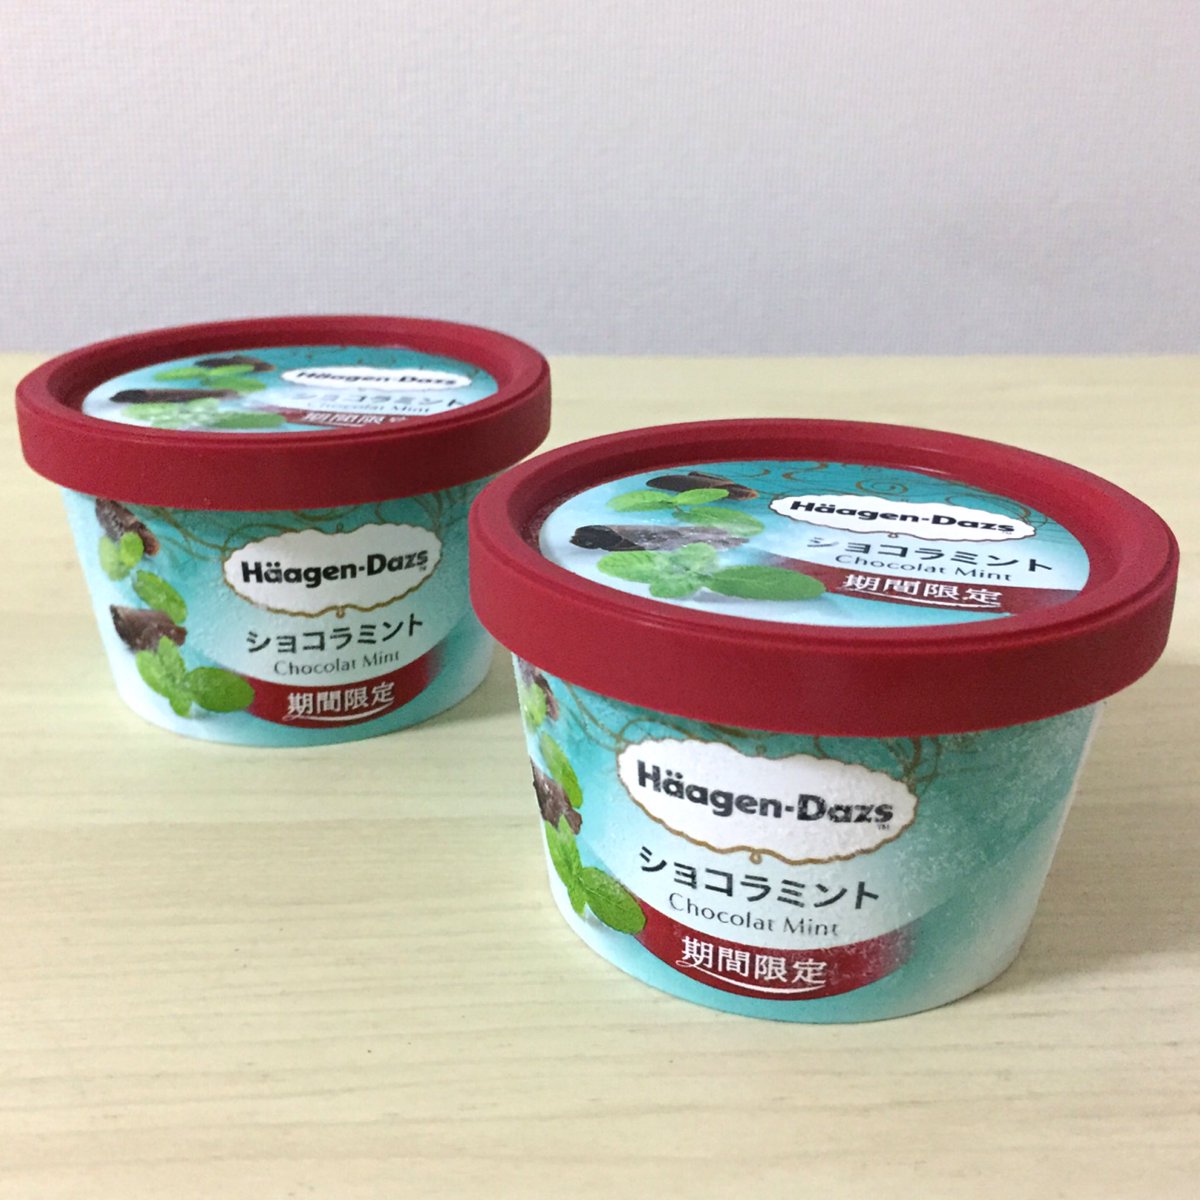 Häagen-Dazs
ショコラミント
Chocolat Mint
期間限定
Häagen-Dazs
ショコラミント
Chocolat Mint
期間限定
Häagen-Dazs
ショコラミント
Chocolat Mint
期間限定
Häagen-Dazs™
ショコラミント
Chocolat Mint
期間限定